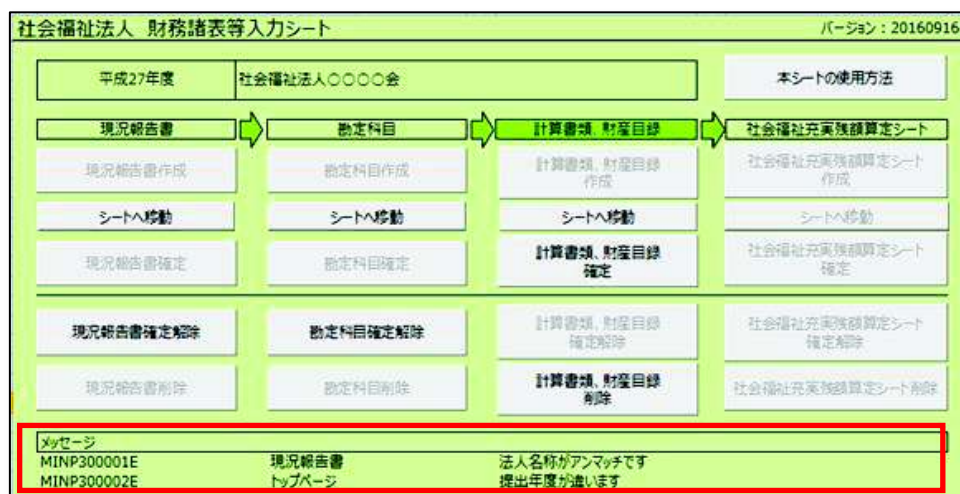 社会福祉法人 財務諸表等入力シート バージョン：20160916
平成27年度 社会福祉法人〇〇〇〇会 本シートの使用方法
現況報告書 勘定科目 計算書類、財産目録 社会福祉充実残額算定シート
現況報告書作成 勘定科目作成 計算書類、財産目録 社会福祉充実残額算定シート
作成 作成
シートへ移動 シートへ移動 シートへ移動 シートへ移動
現況報告書確定 勘定科目確定 計算書類、財産目録 社会福祉充実残額算定シート
確定 確定
現況報告書確定解除 勘定科目確定解除 計算書類、財産目録 社会福祉充実残額算定シート
確定解除 確定解除
現況報告書削除 勘定科目削除 計算書類、財産目録 社会福祉充実残額算定シート削除
削除
メッセージ
MINP300001E 現況報告書 法人名称がアンマッチです
MINP300002E トップページ 提出年度が違います